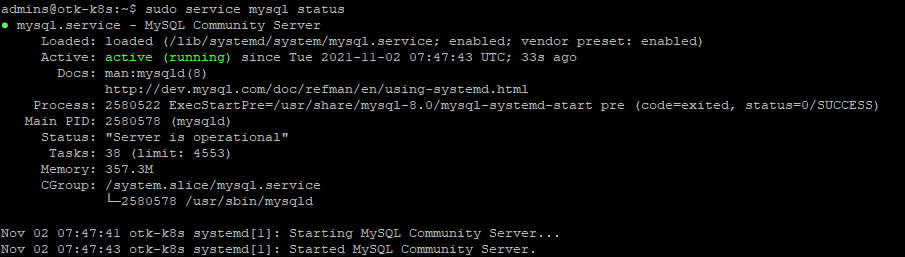 admins@otk-k8s:~$ sudo service mysql status
● mysql.service - MySQL Community Server
Loaded: loaded (/lib/systemd/system/mysql.service; enabled; vendor preset: enabled)
Active: active (running) since Tue 2021-11-02 07:47:43 UTC; 33s ago
Docs: man:mysqld(8)
http://dev.mysql.com/doc/refman/en/using-systemd.html
Process: 2580522 ExecStartPre=/usr/share/mysql-8.0/mysql-systemd-start pre (code=exited, status=0/SUCCESS)
Main PID: 2580578 (mysqld)
Status: "Server is operational"
Tasks: 38 (limit: 4553)
Memory: 357.3M
CGroup: /system.slice/mysql.service
└─2580578 /usr/sbin/mysqld
Nov 02 07:47:41 otk-k8s systemd[1]: Starting MySQL Community Server...
Nov 02 07:47:43 otk-k8s systemd[1]: Started MySQL Community Server.